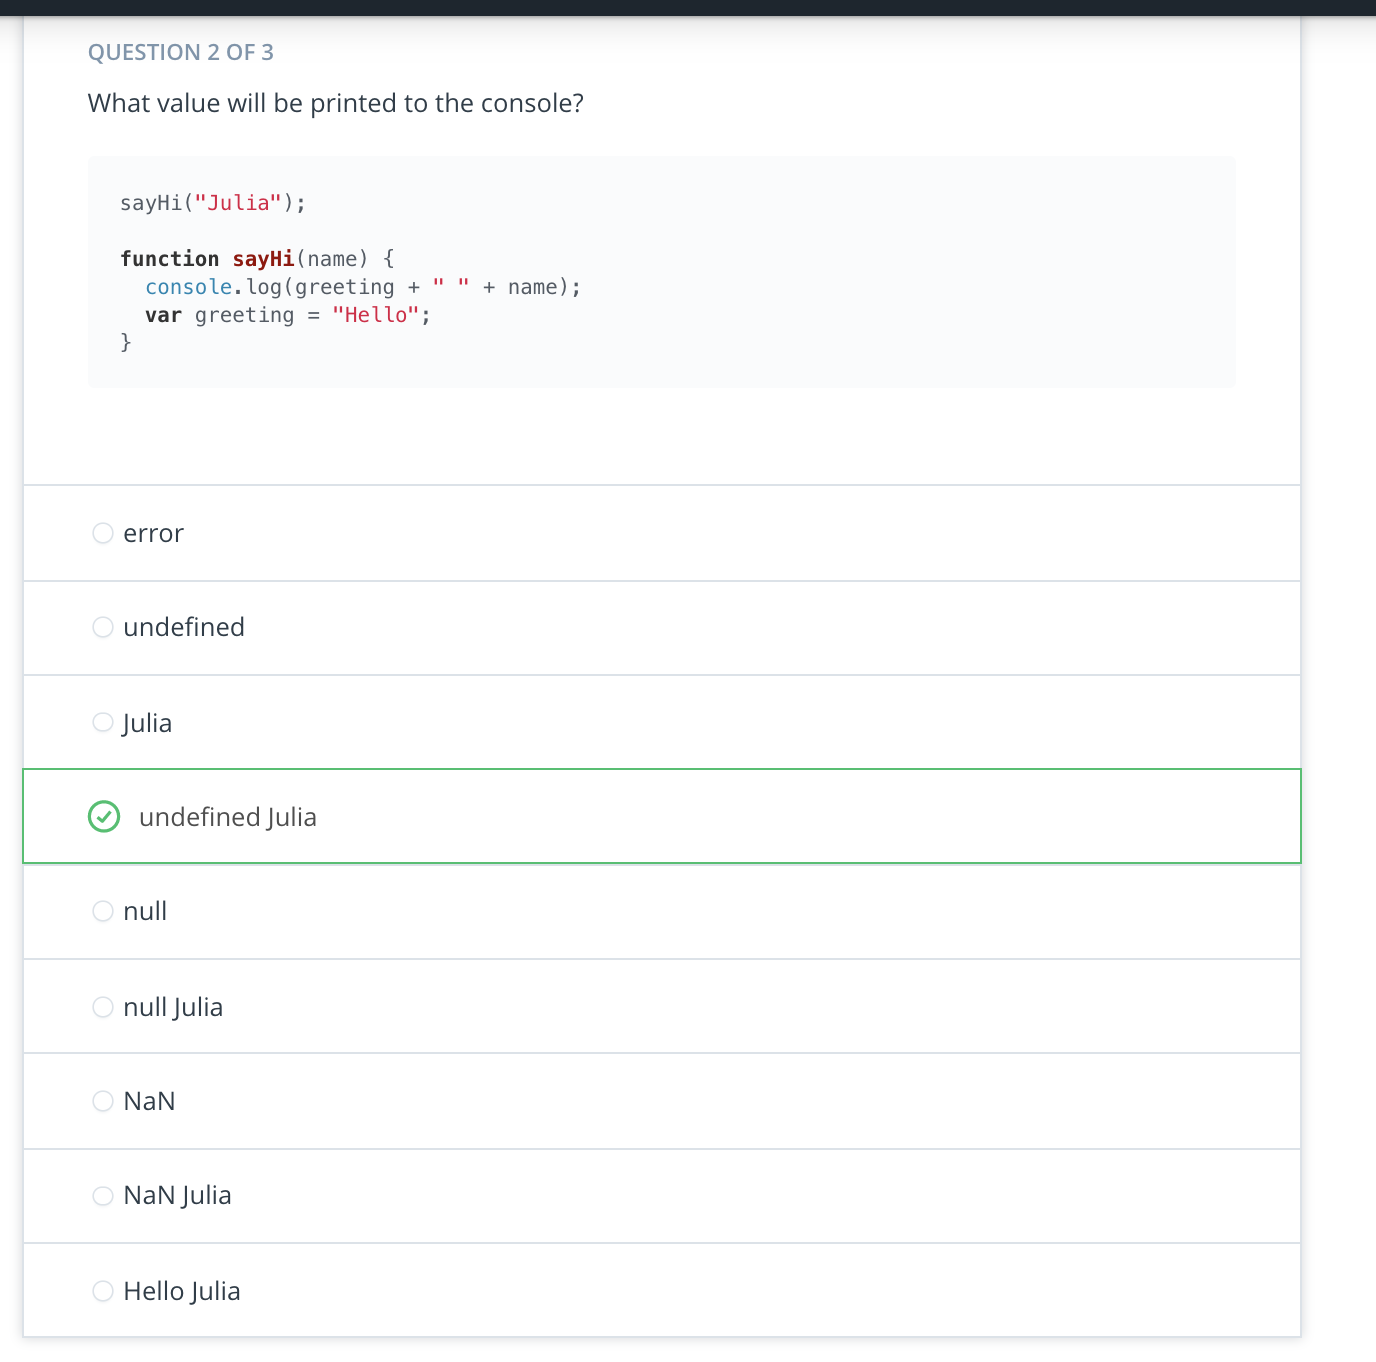 QUESTION 2 OF 3
What value will be printed to the console?
sayHi("Julia");
function sayHi(name) {
  console.log(greeting + " " + name);
  var greeting = "Hello";
}
error
undefined
Julia
undefined Julia
null
null Julia
NaN
NaN Julia
Hello Julia